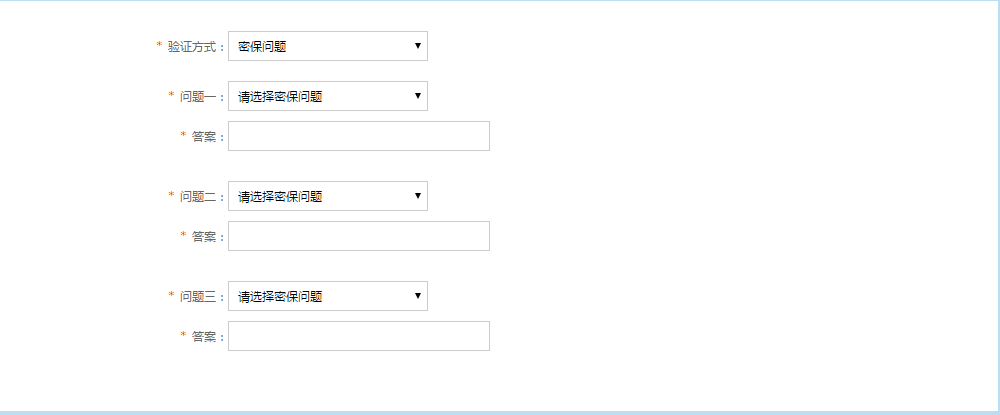 * 验证方式：密保问题
* 问题一：请选择密保问题
* 答案：
* 问题二：请选择密保问题
* 答案：
* 问题三：请选择密保问题
* 答案：